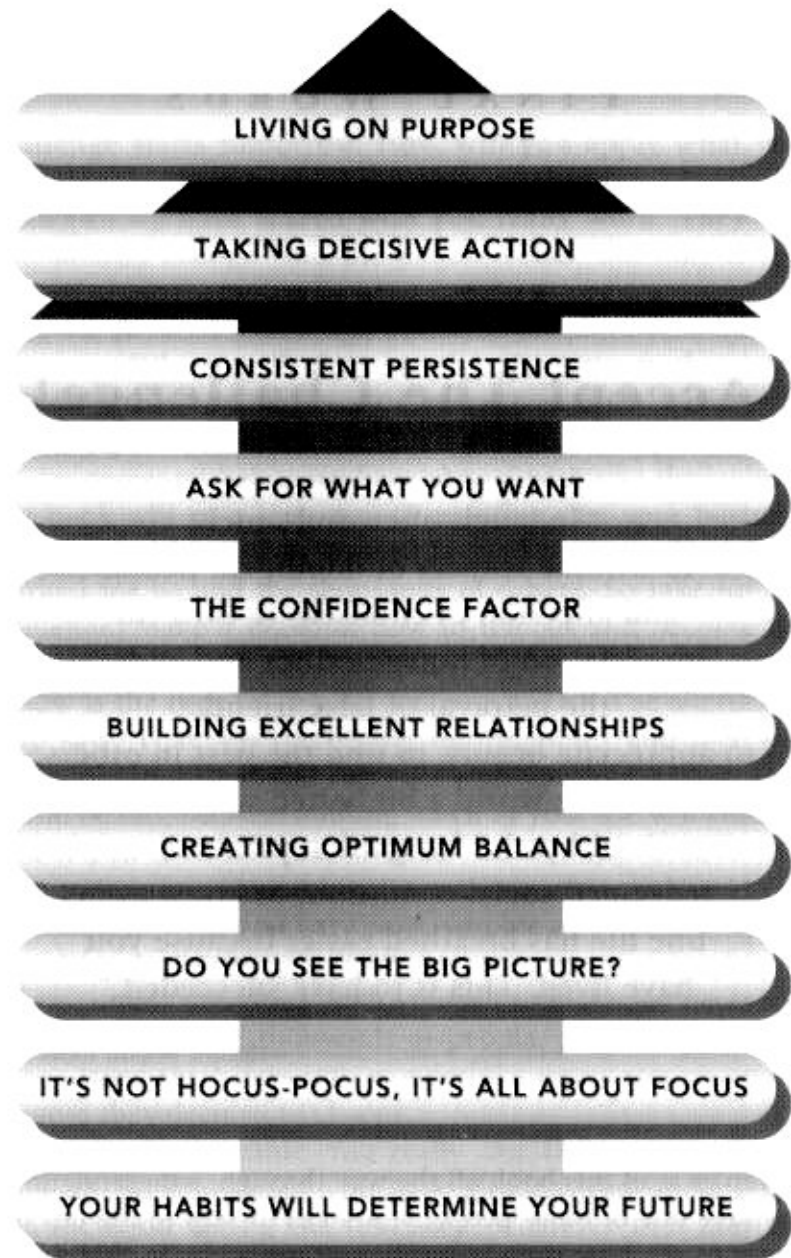 LIVING ON PURPOSE
TAKING DECISIVE ACTION
CONSISTENT PERSISTENCE
ASK FOR WHAT YOU WANT
THE CONFIDENCE FACTOR
BUILDING EXCELLENT RELATIONSHIPS
CREATING OPTIMUM BALANCE
DO YOU SEE THE BIG PICTURE?
IT'S NOT HOCUS-POCUS, IT'S ALL ABOUT FOCUS
YOUR HABITS WILL DETERMINE YOUR FUTURE